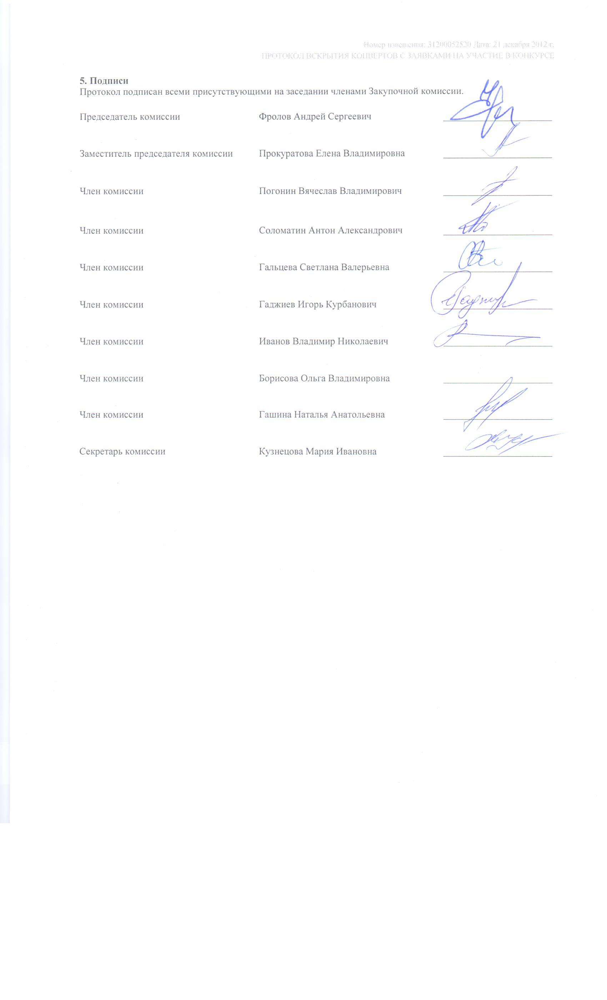 Номер извещения: 31200052520 Дата: 21 декабря 2012 г.
ПРОТОКОЛ ВСКРЫТИЯ КОНВЕРТОВ С ЗАЯВКАМИ НА УЧАСТИЕ В КОНКУРСЕ
5. Подписи
Протокол подписан всеми присутствующими на заседании членами Закупочной комиссии.
Председатель комиссии Фролов Андрей Сергеевич
Заместитель председателя комиссии Прокуратова Елена Владимировна
Член комиссии Погонин Вячеслав Владимирович
Член комиссии Соломатин Антон Александрович
Член комиссии Гальцева Светлана Валерьевна
Член комиссии Гаджиев Игорь Курбанович
Член комиссии Иванов Владимир Николаевич
Член комиссии Борисова Ольга Владимировна
Член комиссии Гашина Наталья Анатольевна
Секретарь комиссии Кузнецова Мария Ивановна